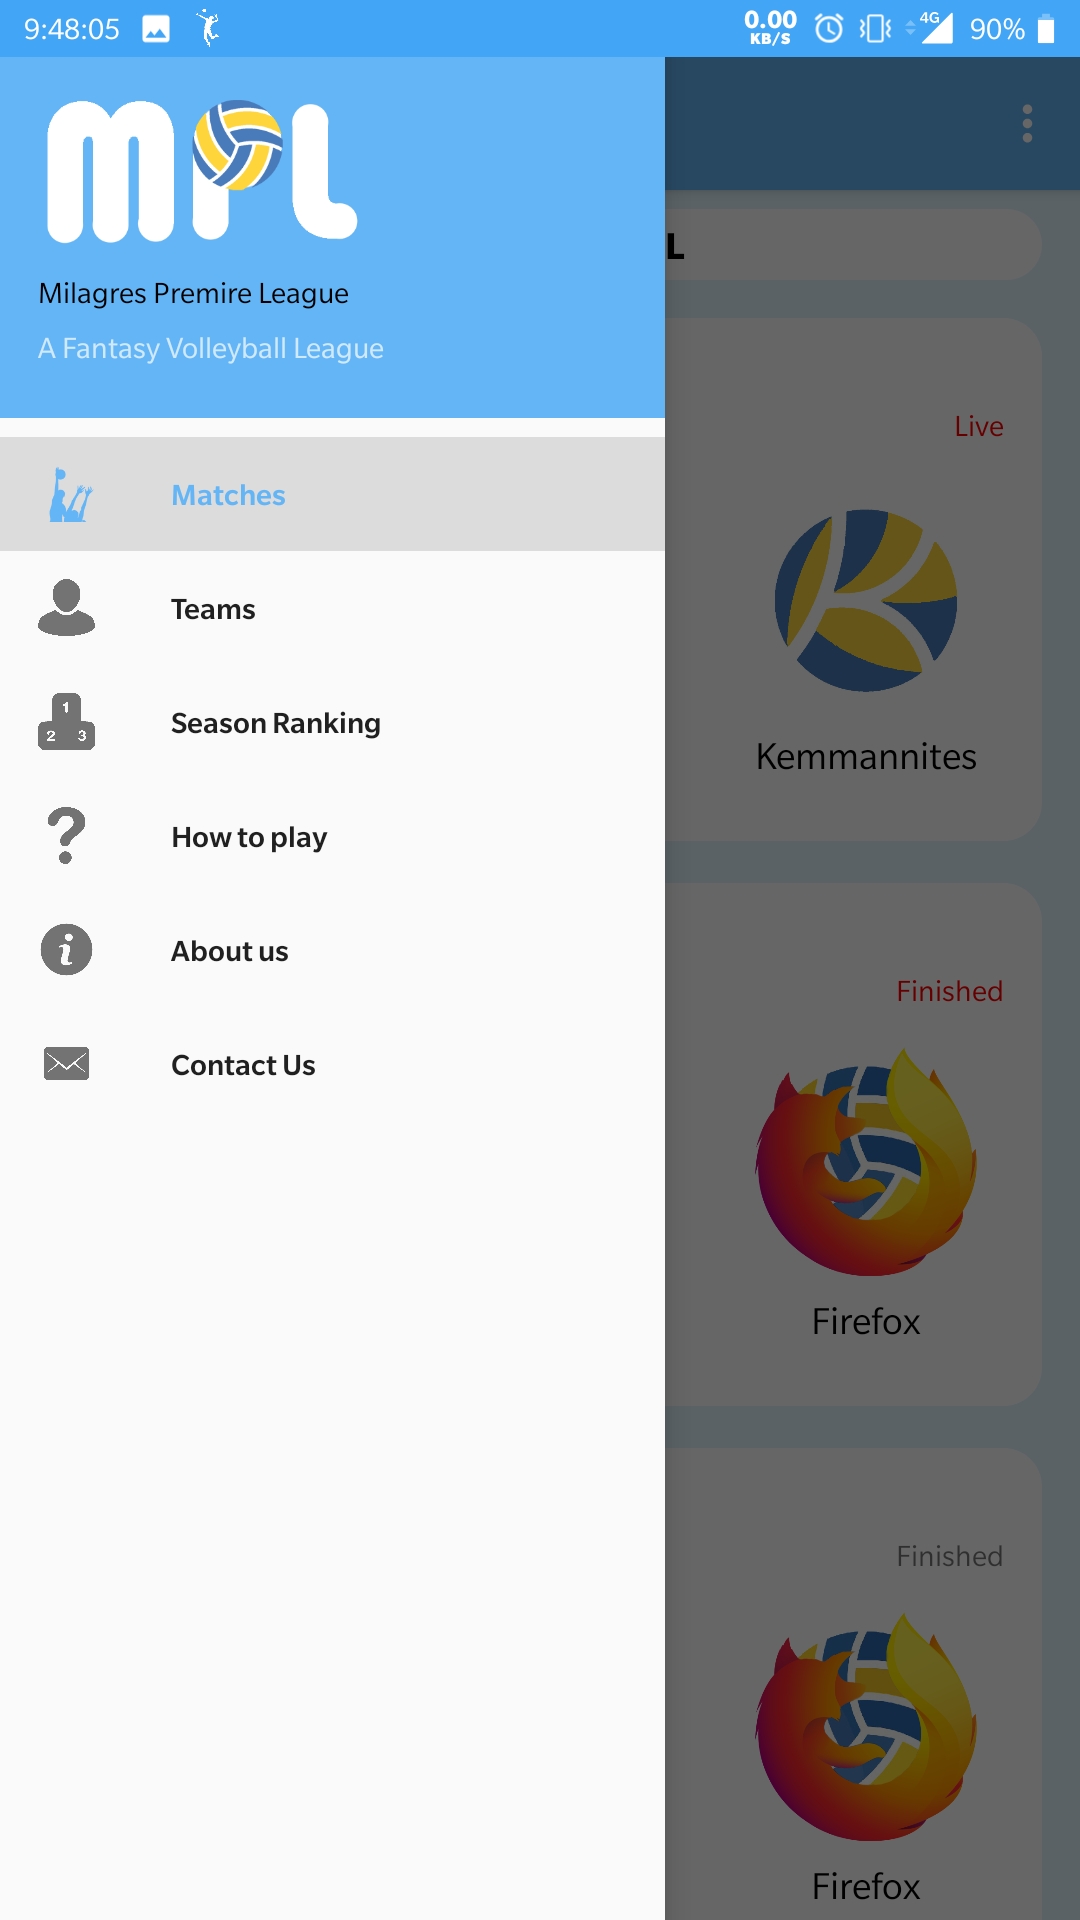 9:48:05 0.00 KB/S 4G 90%
MPL
Milagres Premire League
A Fantasy Volleyball League
L
Live
Matches
Teams
1
2 3
Season Ranking
Kemmannites
How to play
About us
Finished
Contact Us
Firefox
Finished
Firefox